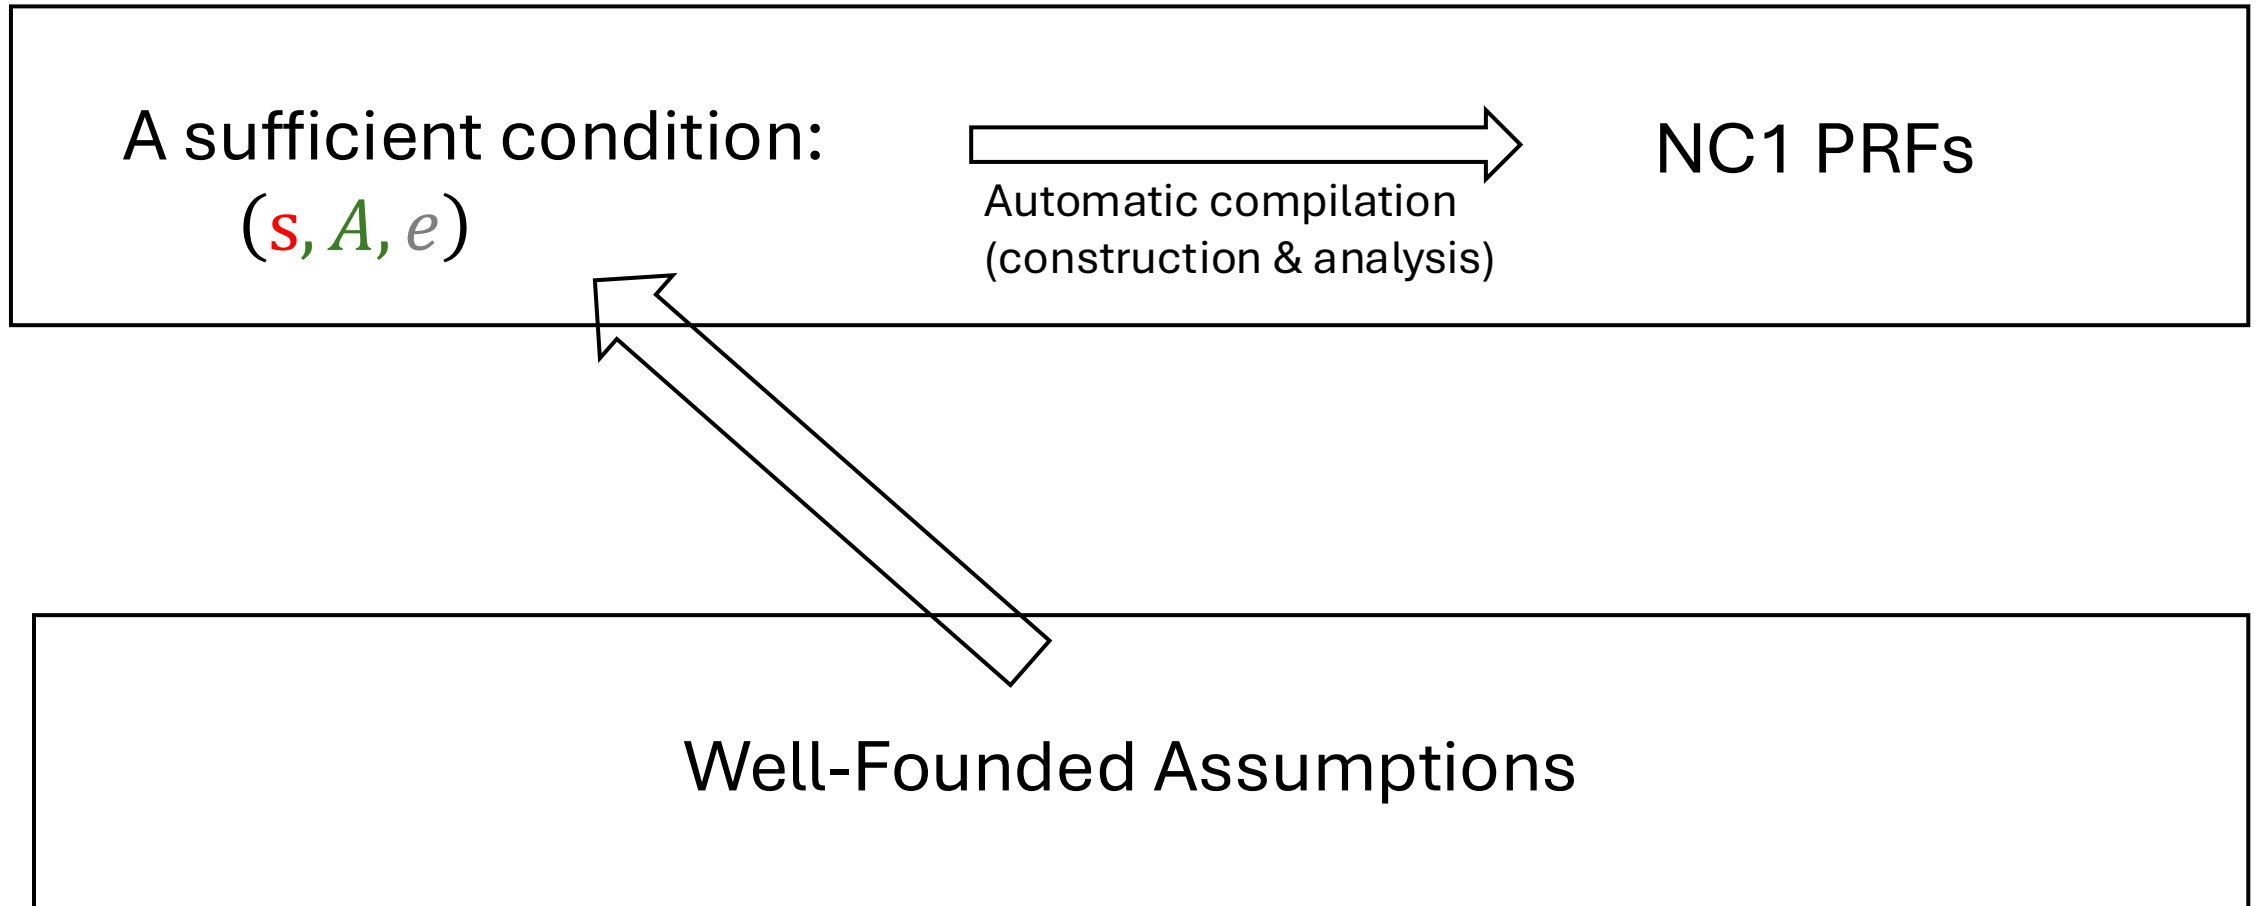 A sufficient condition:
(s, A, e)
Automatic compilation
(construction & analysis)
NC1 PRFs
Well-Founded Assumptions